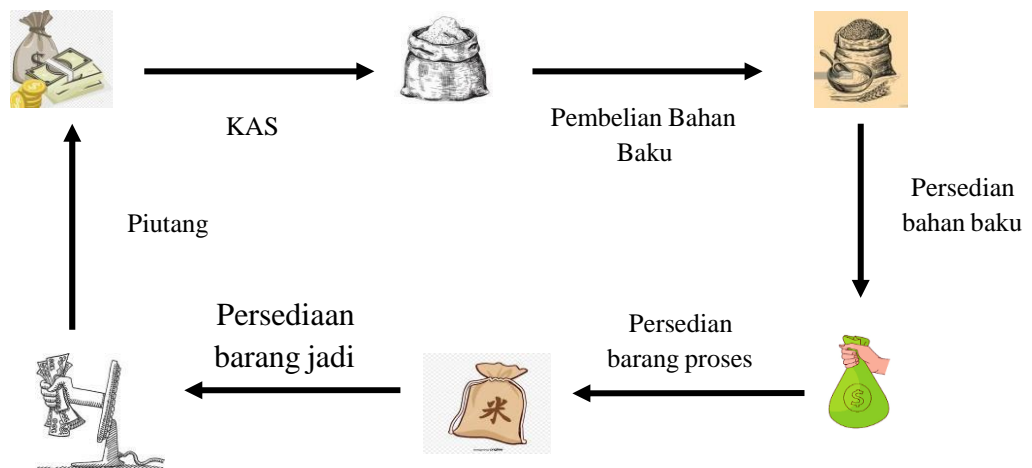 KAS
Pembelian Bahan
Baku
Persedian
bahan baku
Piutang
Persediaan
barang jadi
Persedian
barang proses
$
米
$